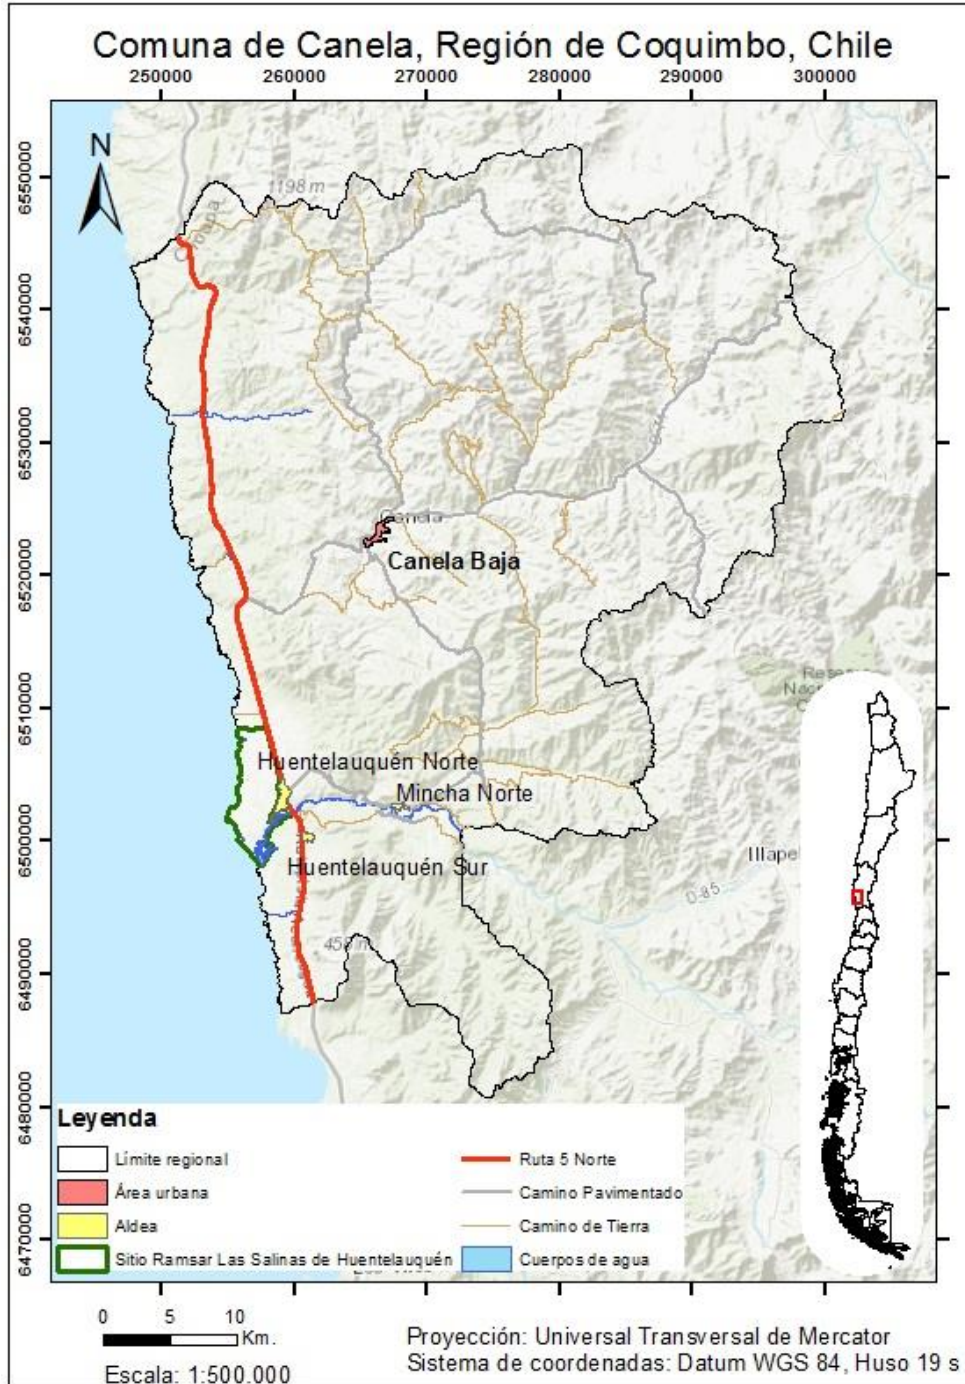 Comuna de Canela, Región de Coquimbo, Chile
250000 260000 270000 280000 290000 300000
N
6550000
6540000
6530000
6520000
6510000
6500000
6490000
6480000
6470000
1198 m
Canela
Canela Baja
Huentelauquén Norte
Mincha Norte
Huentelauquén Sur
Illapel
D-85
Leyenda
Límite regional
Área urbana
Aldea
Sitio Ramsar Las Salinas de Huentelauquén
Ruta 5 Norte
Camino Pavimentado
Camino de Tierra
Cuerpos de agua
0 5 10
Km.
Escala: 1:500.000
Proyección: Universal Transversal de Mercator
Sistema de coordenadas: Datum WGS 84, Huso 19 s